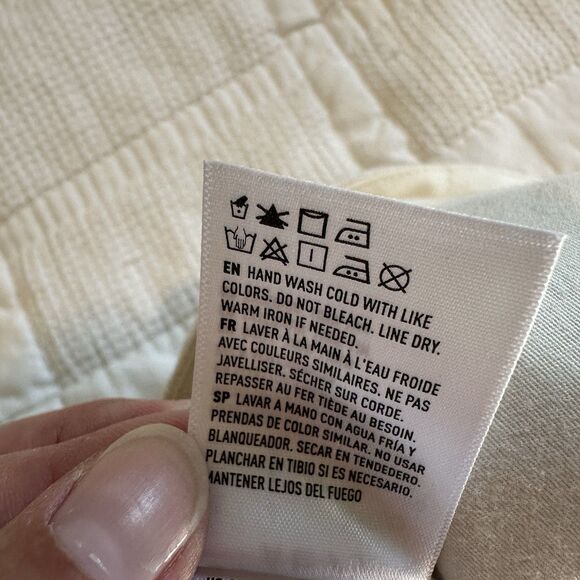 EN HAND WASH COLD WITH LIKE
COLORS. DO NOT BLEACH. LINE DRY.
WARM IRON IF NEEDED.
FR LAVER À LA MAIN À L'EAU FROIDE
AVEC COULEURS SIMILAIRES. NE PAS
JAVELLISER. SÉCHER SUR CORDE.
REPASSER AU FER TIÈDE AU BESOIN.
SP LAVAR A MANO CON AGUA FRÍA Y
PRENDAS DE COLOR SIMILAR. NO USAR
BLANQUEADOR. SECAR EN TENDEDERO.
PLANCHAR EN TIBIO SI ES NECESARIO.
MANTENER LEJOS DEL FUEGO